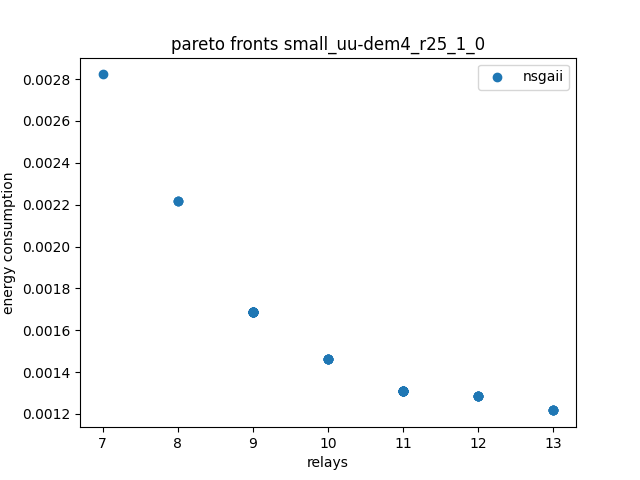 pareto fronts small_uu-dem4_r25_1_0
nsgaii
energy consumption
0.0028
0.0026
0.0024
0.0022
0.0020
0.0018
0.0016
0.0014
0.0012
7 8 9 10 11 12 13
relays